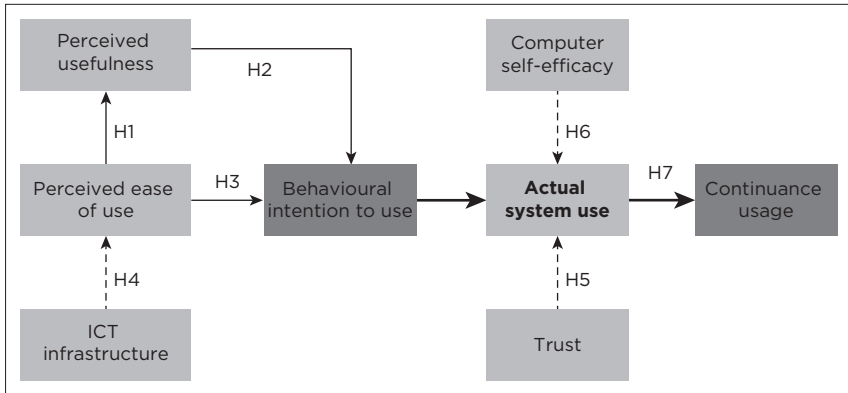 Perceived
usefulness
H2
Computer
self-efficacy
H1
H6
Perceived ease
of use
H3
Behavioural
intention to use
Actual
system use
H7
Continuance
usage
H4
H5
ICT
infrastructure
Trust